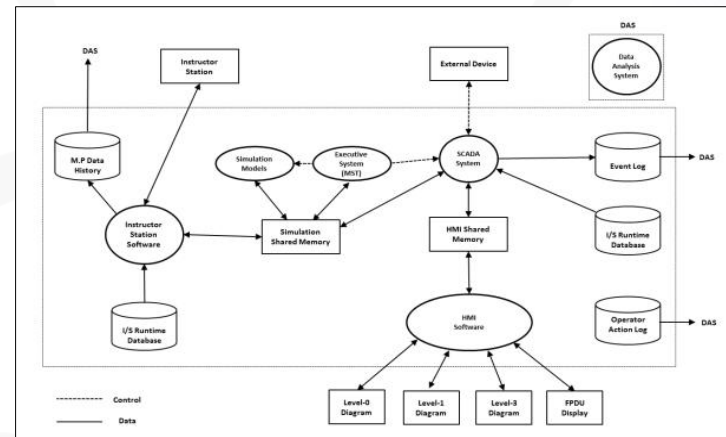 DAS
Instructor
Station
External Device
DAS
Data
Analysis
System
M.P Data
History
Simulation
Models
Executive
System
(MST)
SCADA
System
Event Log
DAS
Instructor
Station
Software
Simulation
Shared Memory
HMI Shared
Memory
I/S Runtime
Database
I/S Runtime
Database
HMI
Software
Operator
Action Log
DAS
Control
Data
Level-0
Diagram
Level-1
Diagram
Level-3
Diagram
FPDU
Display